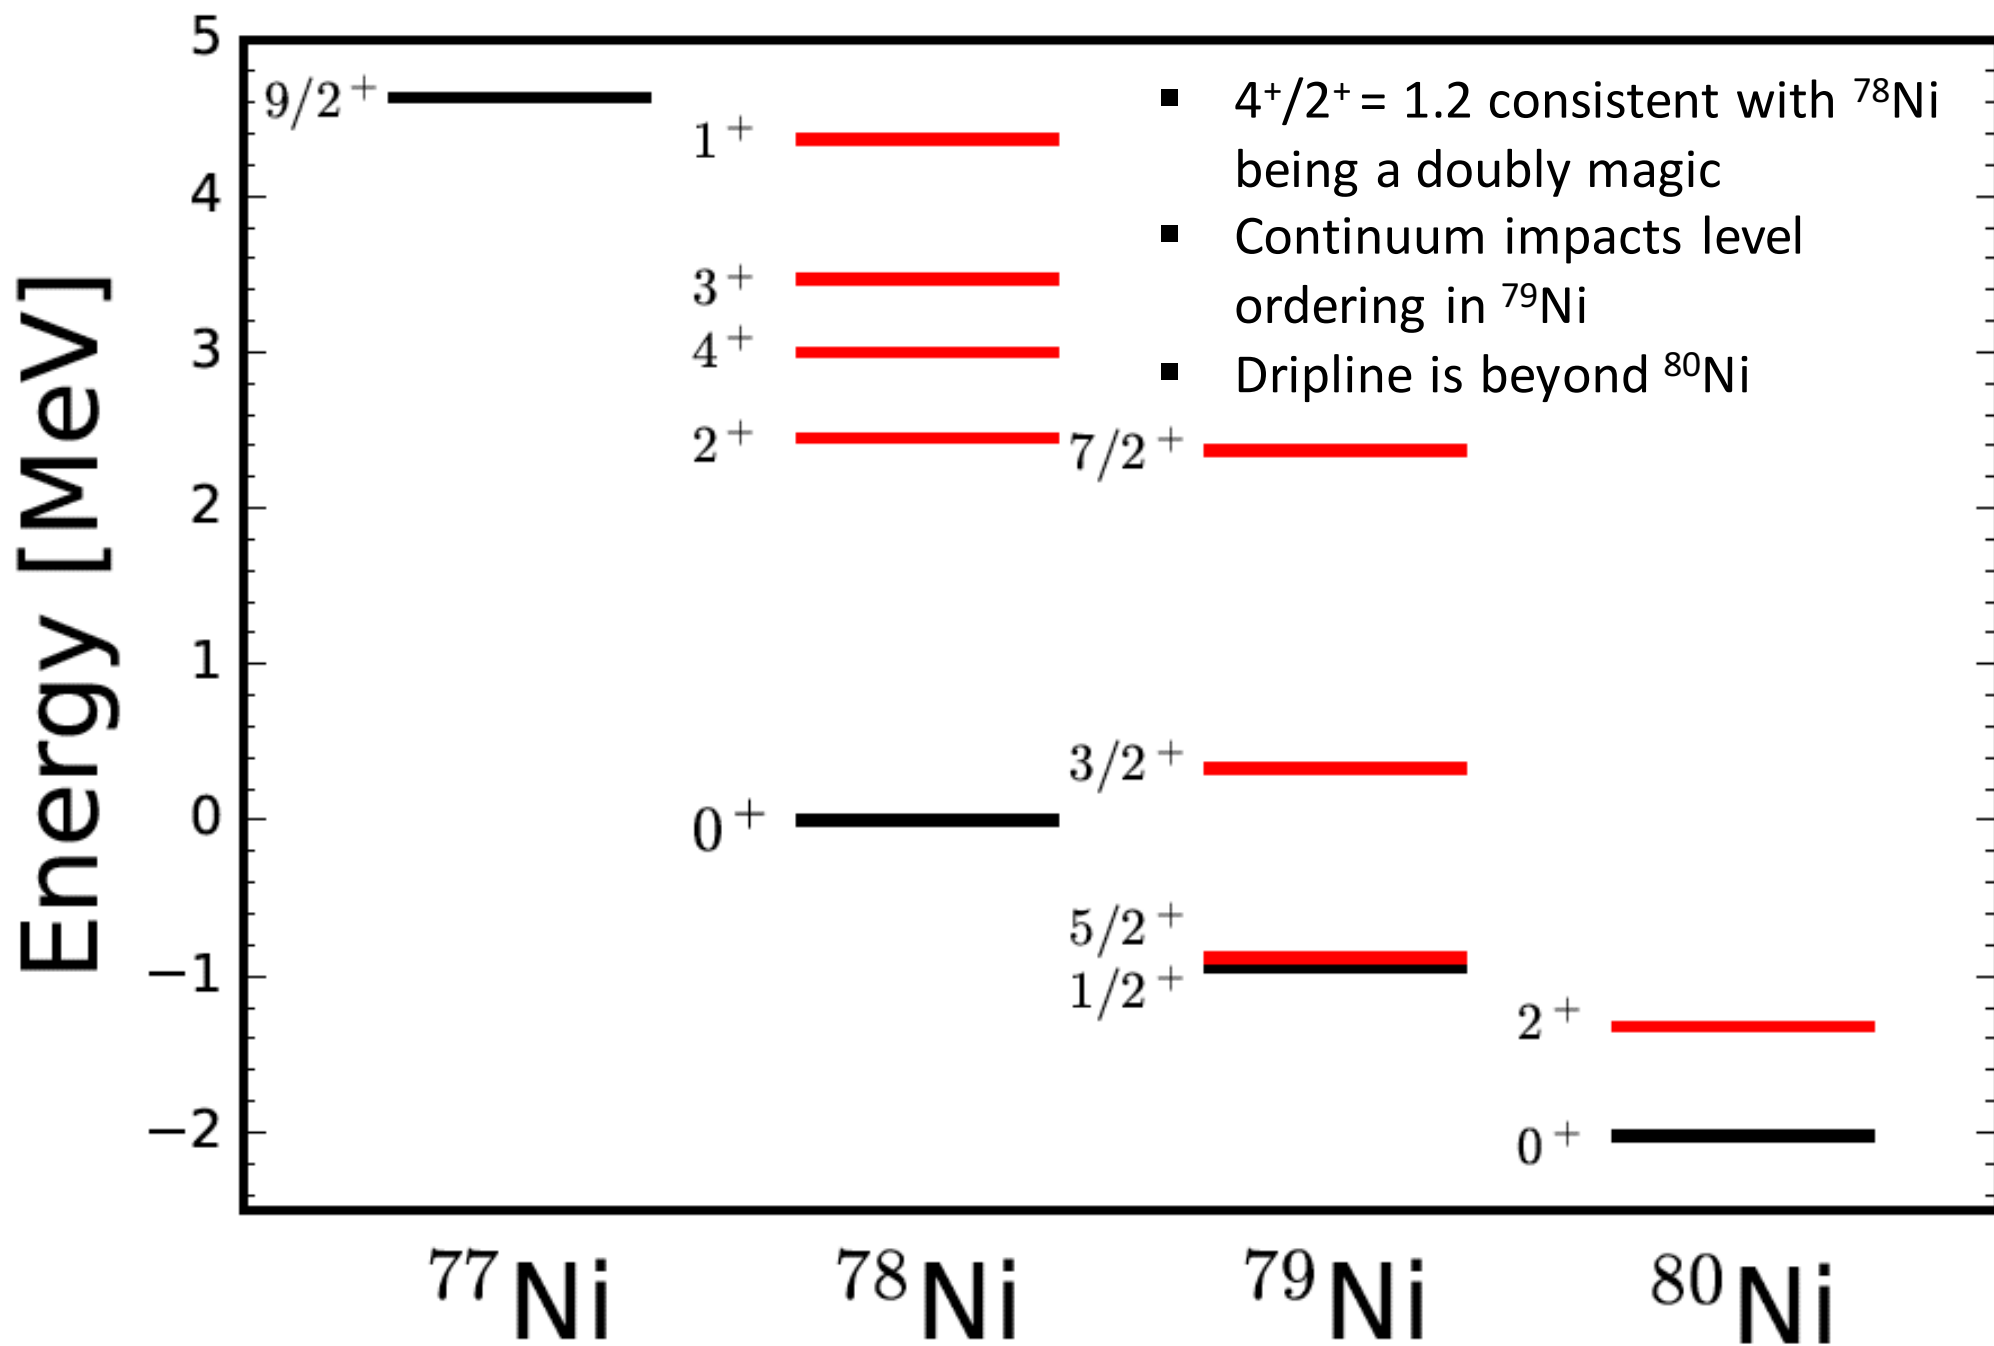 5
9/2⁺
▪ 4⁺/2⁺ = 1.2 consistent with ⁷⁸Ni
being a doubly magic
1⁺
4
▪ Continuum impacts level
ordering in ⁷⁹Ni
3⁺
3
4⁺
▪ Dripline is beyond ⁸⁰Ni
2⁺
7/2⁺
2
Energy [MeV]
1
3/2⁺
0
0⁺
5/2⁺
−1
1/2⁺
2⁺
−2
0⁺
⁷⁷Ni ⁷⁸Ni ⁷⁹Ni ⁸⁰Ni